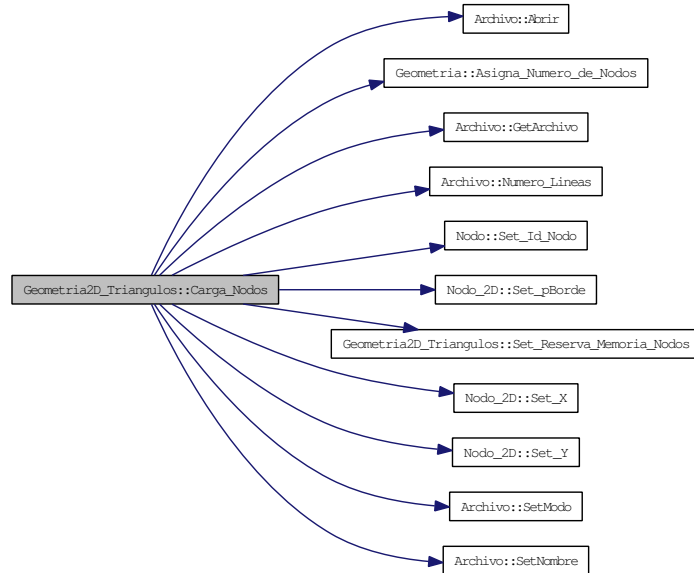 Archivo::Abrir
Geometria::Asigna_Numero_de_Nodos
Archivo::GetArchivo
Archivo::Numero_Lineas
Nodo::Set_Id_Nodo
Geometria2D_Triangulos::Carga_Nodos
Nodo_2D::Set_pBorde
Geometria2D_Triangulos::Set_Reserva_Memoria_Nodos
Nodo_2D::Set_X
Nodo_2D::Set_Y
Archivo::SetModo
Archivo::SetNombre